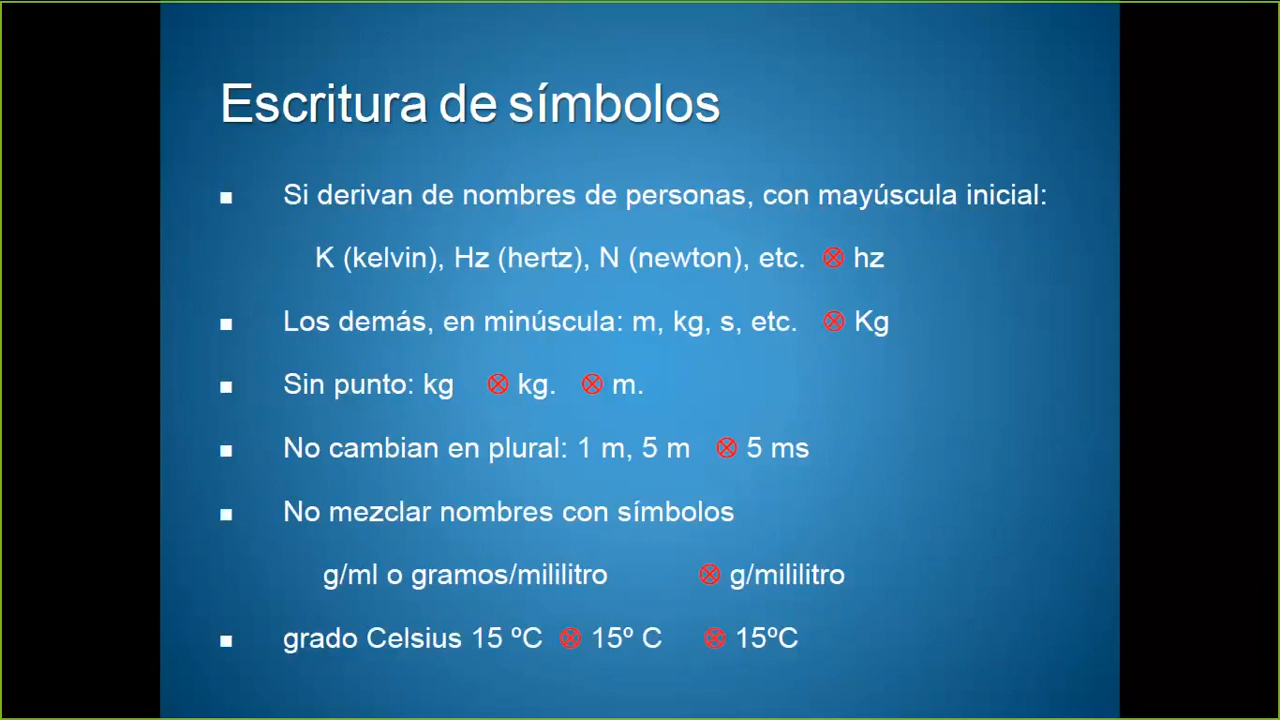 Escritura de símbolos
▪ Si derivan de nombres de personas, con mayúscula inicial:
K (kelvin), Hz (hertz), N (newton), etc. ⊗ hz
▪ Los demás, en minúscula: m, kg, s, etc. ⊗ Kg
▪ Sin punto: kg ⊗ kg. ⊗ m.
▪ No cambian en plural: 1 m, 5 m ⊗ 5 ms
▪ No mezclar nombres con símbolos
g/ml o gramos/mililitro ⊗ g/mililitro
▪ grado Celsius 15 ºC ⊗ 15º C ⊗ 15ºC